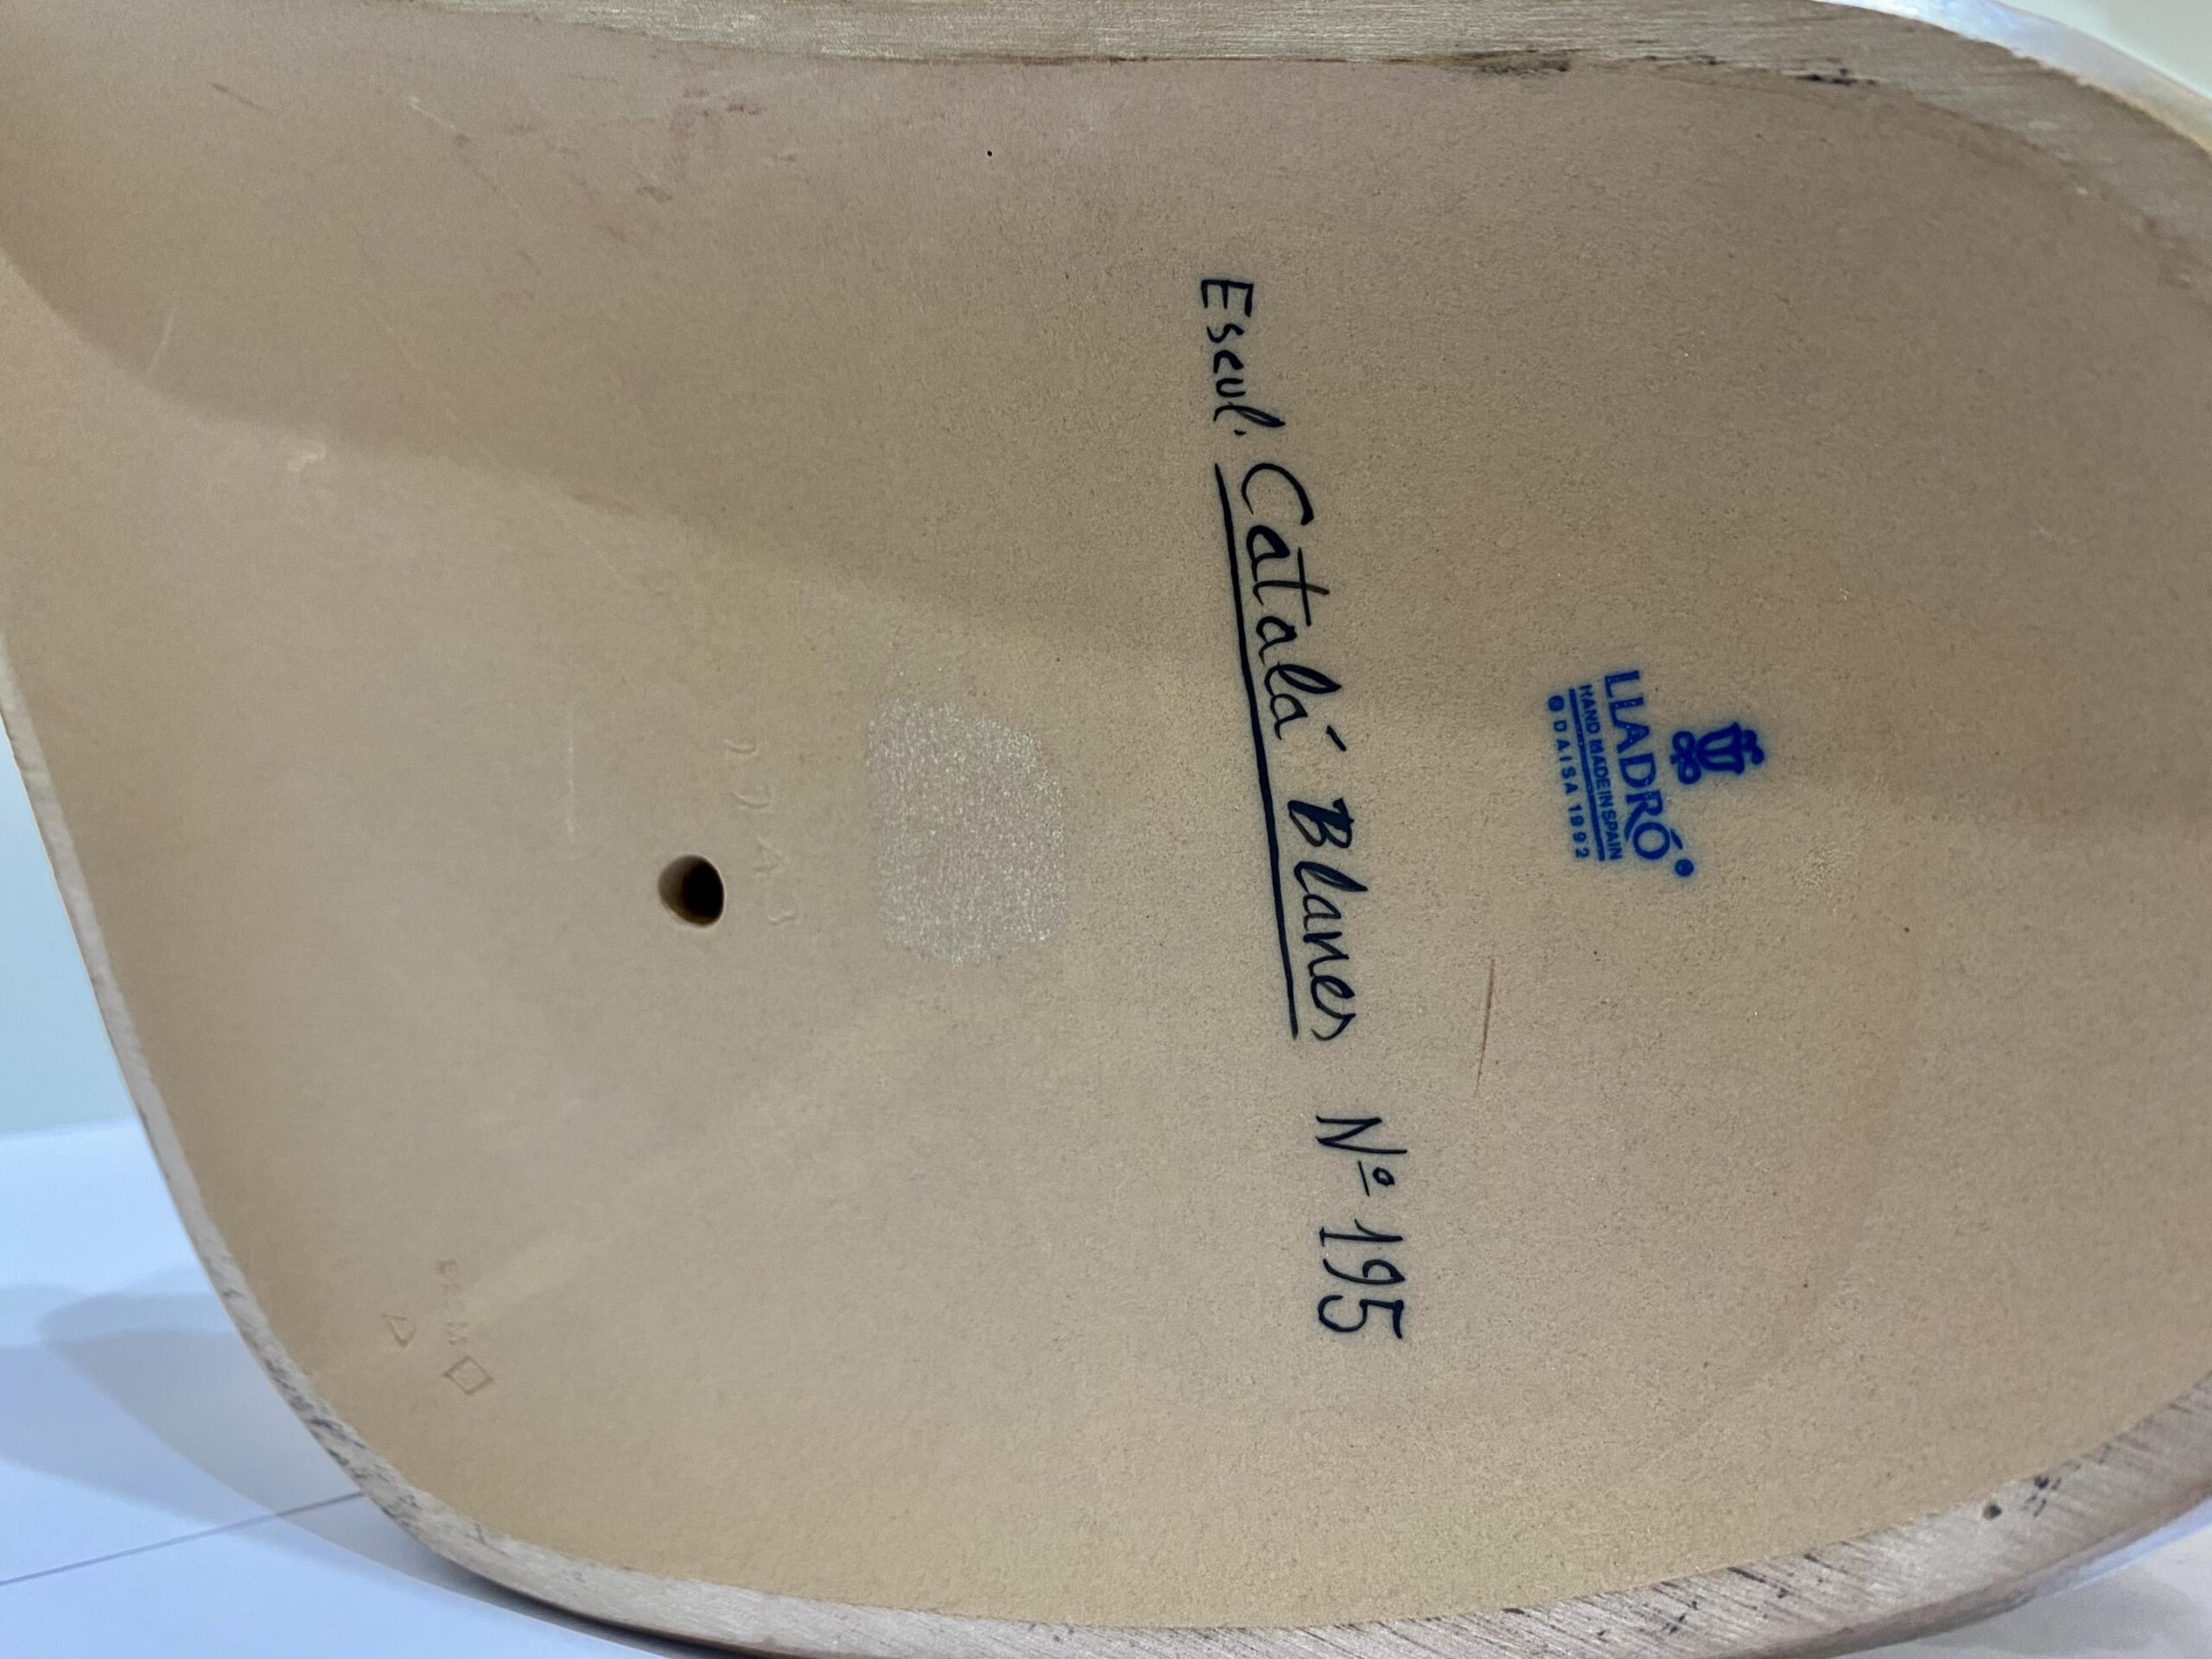 LLADRÓ®
HAND MADE IN SPAIN
© DAISA 1992
Escul. Catalá Blanes Nº 195